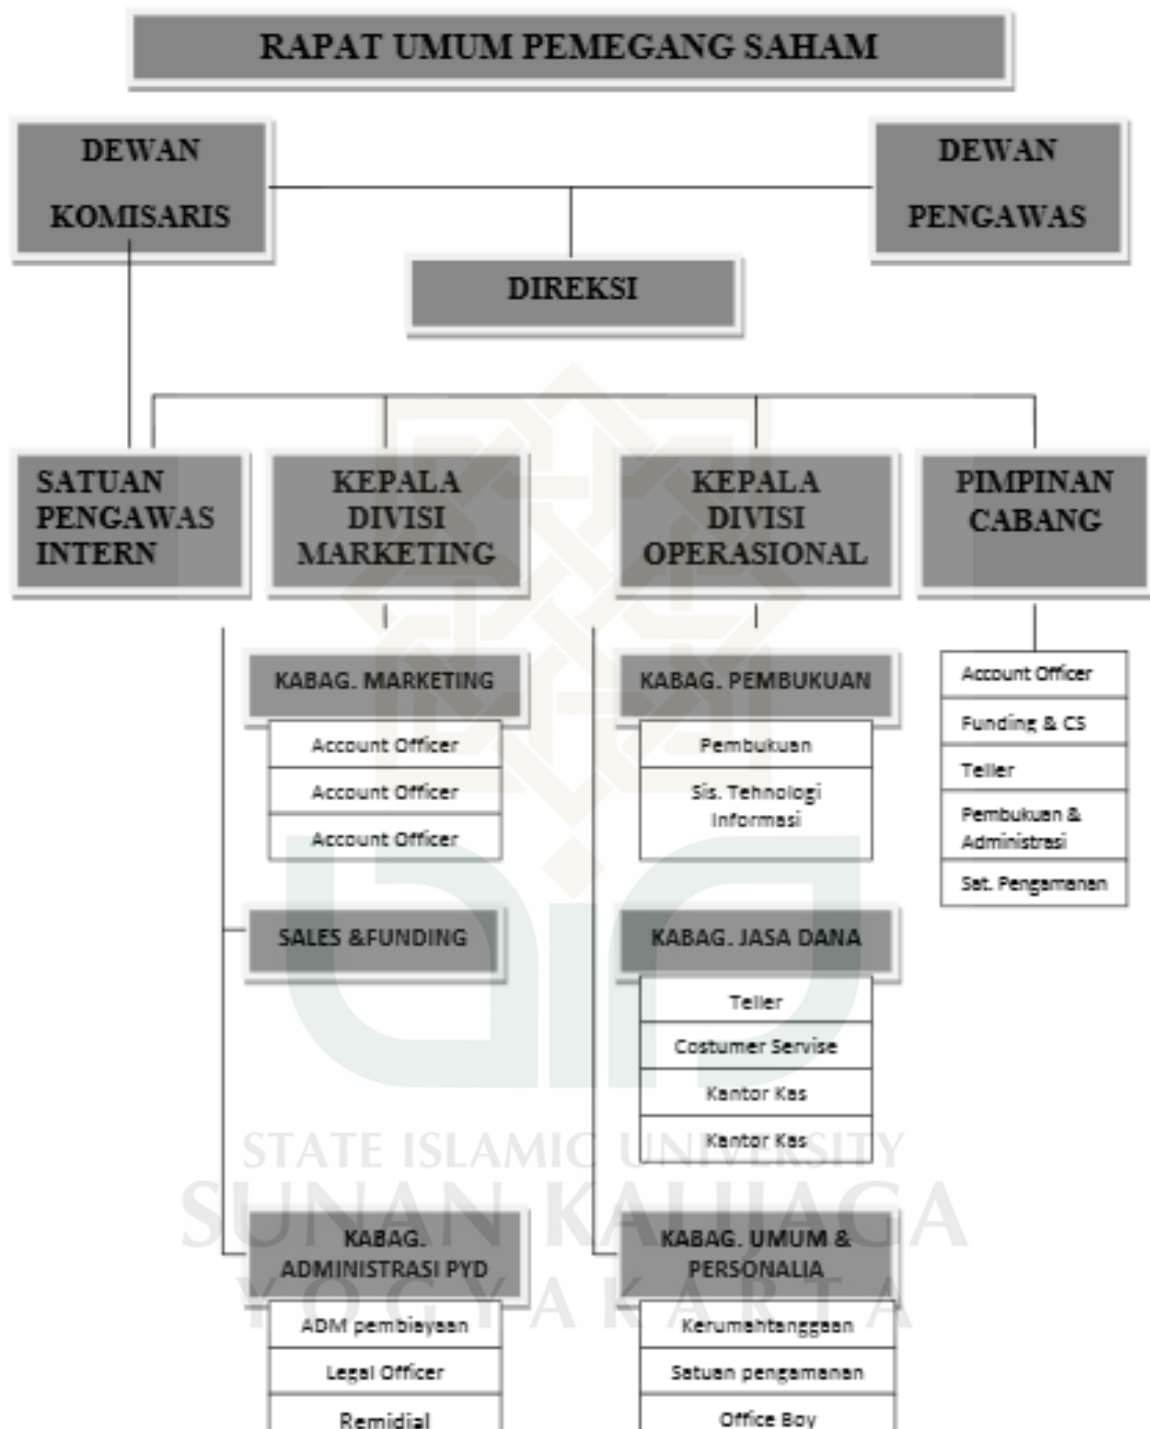 RAPAT UMUM PEMEGANG SAHAM
DEWAN
KOMISARIS
DEWAN
PENGAWAS
DIREKSI
SATUAN
PENGAWAS
INTERN
KEPALA
DIVISI
MARKETING
KEPALA
DIVISI
OPERASIONAL
PIMPINAN
CABANG
KABAG. MARKETING
Account Officer
Account Officer
Account Officer
SALES &FUNDING
KABAG.
ADMINISTRASI PYD
ADM pembiayaan
Legal Officer
Remidial
KABAG. PEMBUKUAN
Pembukuan
Sis. Tehnologi
Informasi
KABAG. JASA DANA
Teller
Costumer Servise
Kantor Kas
Kantor Kas
KABAG. UMUM &
PERSONALIA
Kerumahtanggaan
Satuan pengamanan
Office Boy
Account Officer
Funding & CS
Teller
Pembukuan &
Administrasi
Sat. Pengamanan
STATE ISLAMIC UNIVERSITY
SUNAN KALIJAGA
YOGYAKARTA